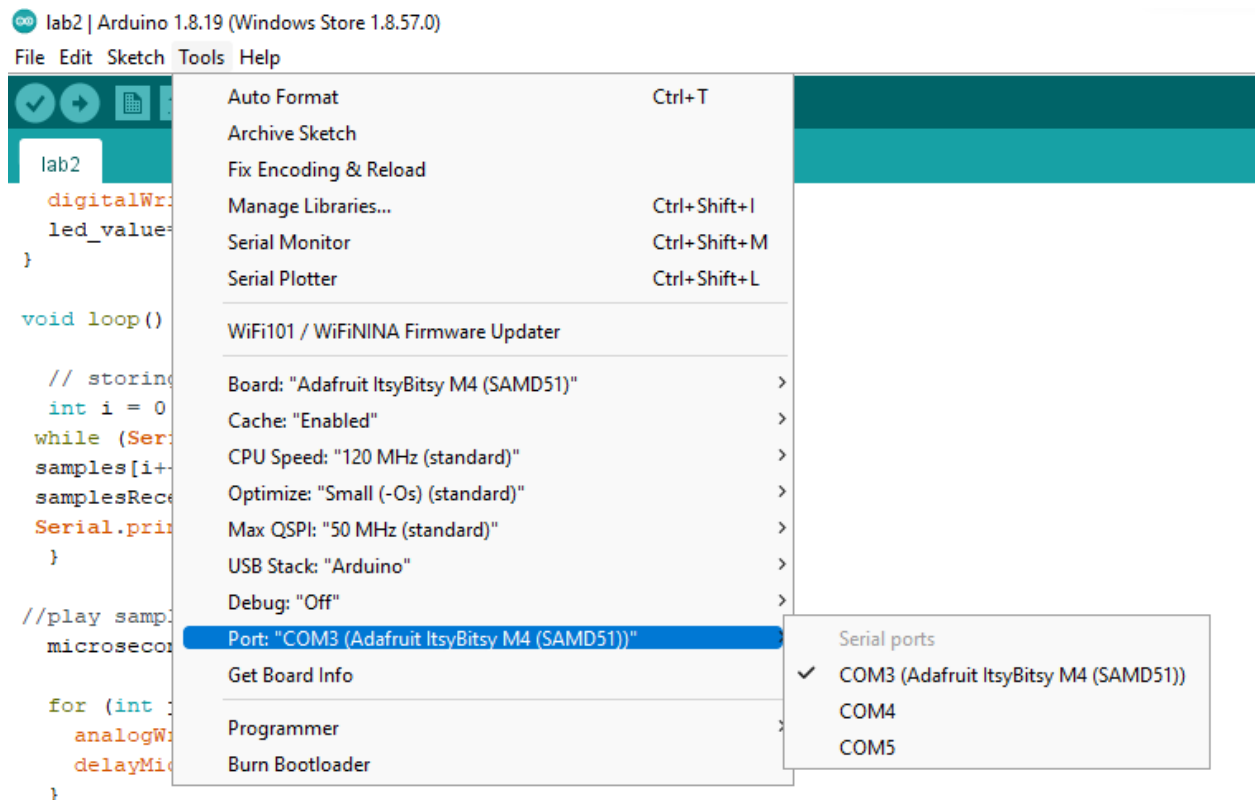 lab2 | Arduino 1.8.19 (Windows Store 1.8.57.0)
File Edit Sketch Tools Help
lab2
digitalWri
led_value=
}
void loop()
// storing
int i = 0
while (Ser
samples[i+
samplesRece
Serial.prin
}
//play samp
microsecon
for (int j
analogW
delayMic
}
Auto Format Ctrl+T
Archive Sketch
Fix Encoding & Reload
Manage Libraries... Ctrl+Shift+I
Serial Monitor Ctrl+Shift+M
Serial Plotter Ctrl+Shift+L
WiFi101 / WiFiNINA Firmware Updater
Board: "Adafruit ItsyBitsy M4 (SAMD51)"
Cache: "Enabled"
CPU Speed: "120 MHz (standard)"
Optimize: "Small (-Os) (standard)"
Max QSPI: "50 MHz (standard)"
USB Stack: "Arduino"
Debug: "Off"
Port: "COM3 (Adafruit ItsyBitsy M4 (SAMD51))"
Get Board Info
Programmer
Burn Bootloader
Serial ports
COM3 (Adafruit ItsyBitsy M4 (SAMD51))
COM4
COM5